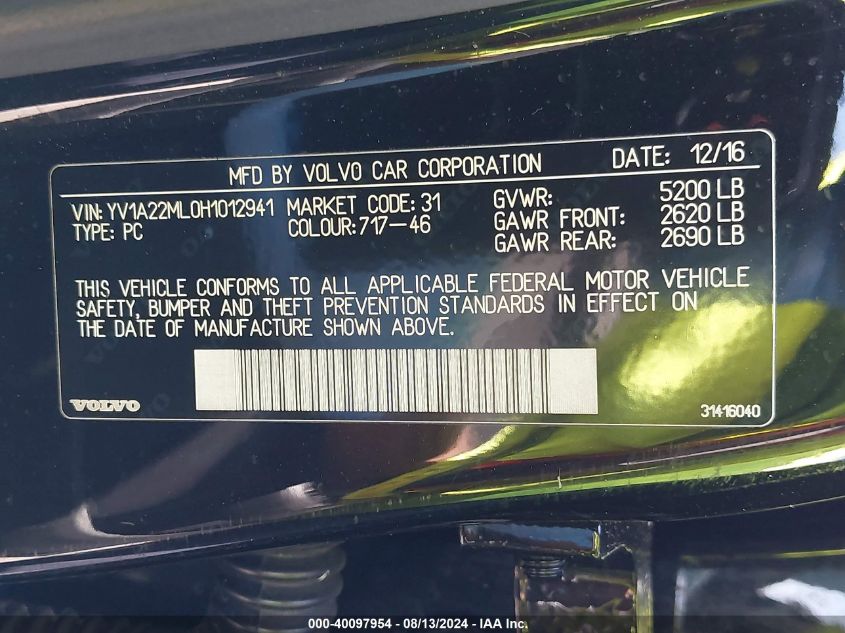 MFD BY VOLVO CAR CORPORATION DATE: 12/16
VIN: YV1A22ML0H1012941 MARKET CODE: 31 GVWR: 5200 LB
TYPE: PC COLOUR: 717-46 GAWR FRONT: 2620 LB
GAWR REAR: 2690 LB
THIS VEHICLE CONFORMS TO ALL APPLICABLE FEDERAL MOTOR VEHICLE
SAFETY, BUMPER AND THEFT PREVENTION STANDARDS IN EFFECT ON
THE DATE OF MANUFACTURE SHOWN ABOVE.
VOLVO 31416040
000-40097954 - 08/13/2024 - IAA Inc.